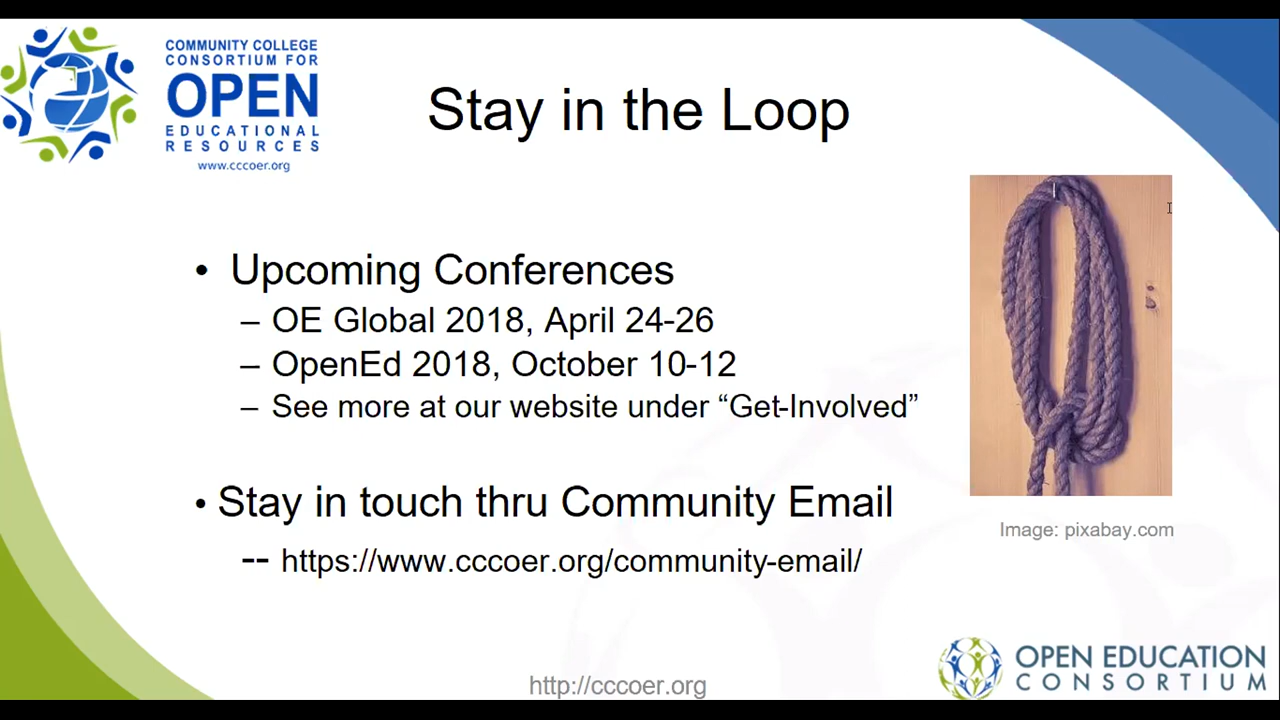 COMMUNITY COLLEGE
CONSORTIUM FOR
OPEN
EDUCATIONAL
RESOURCES
www.cccoer.org
Stay in the Loop
• Upcoming Conferences
– OE Global 2018, April 24-26
– OpenEd 2018, October 10-12
– See more at our website under “Get-Involved”
• Stay in touch thru Community Email
-- https://www.cccoer.org/community-email/
Image: pixabay.com
OPEN EDUCATION
CONSORTIUM
http://cccoer.org